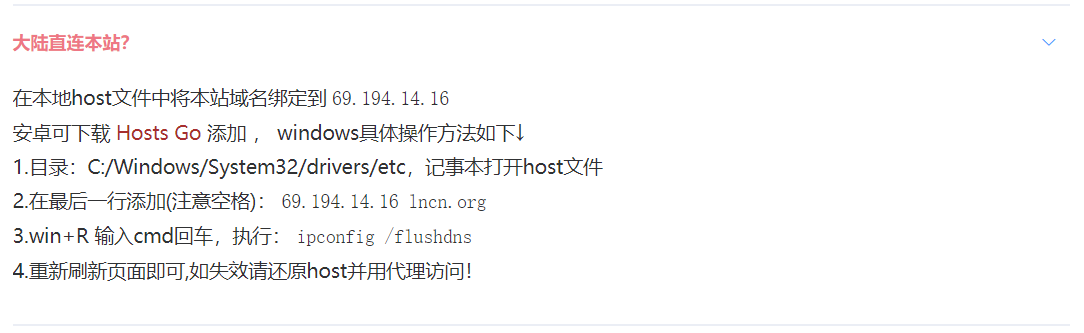 大陆直连本站?
在本地host文件中将本站域名绑定到 69.194.14.16
安卓可下载 Hosts Go 添加 ， windows具体操作方法如下↓
1.目录：C:/Windows/System32/drivers/etc，记事本打开host文件
2.在最后一行添加(注意空格)： 69.194.14.16 lncn.org
3.win+R 输入cmd回车，执行： ipconfig /flushdns
4.重新刷新页面即可,如失效请还原host并用代理访问！